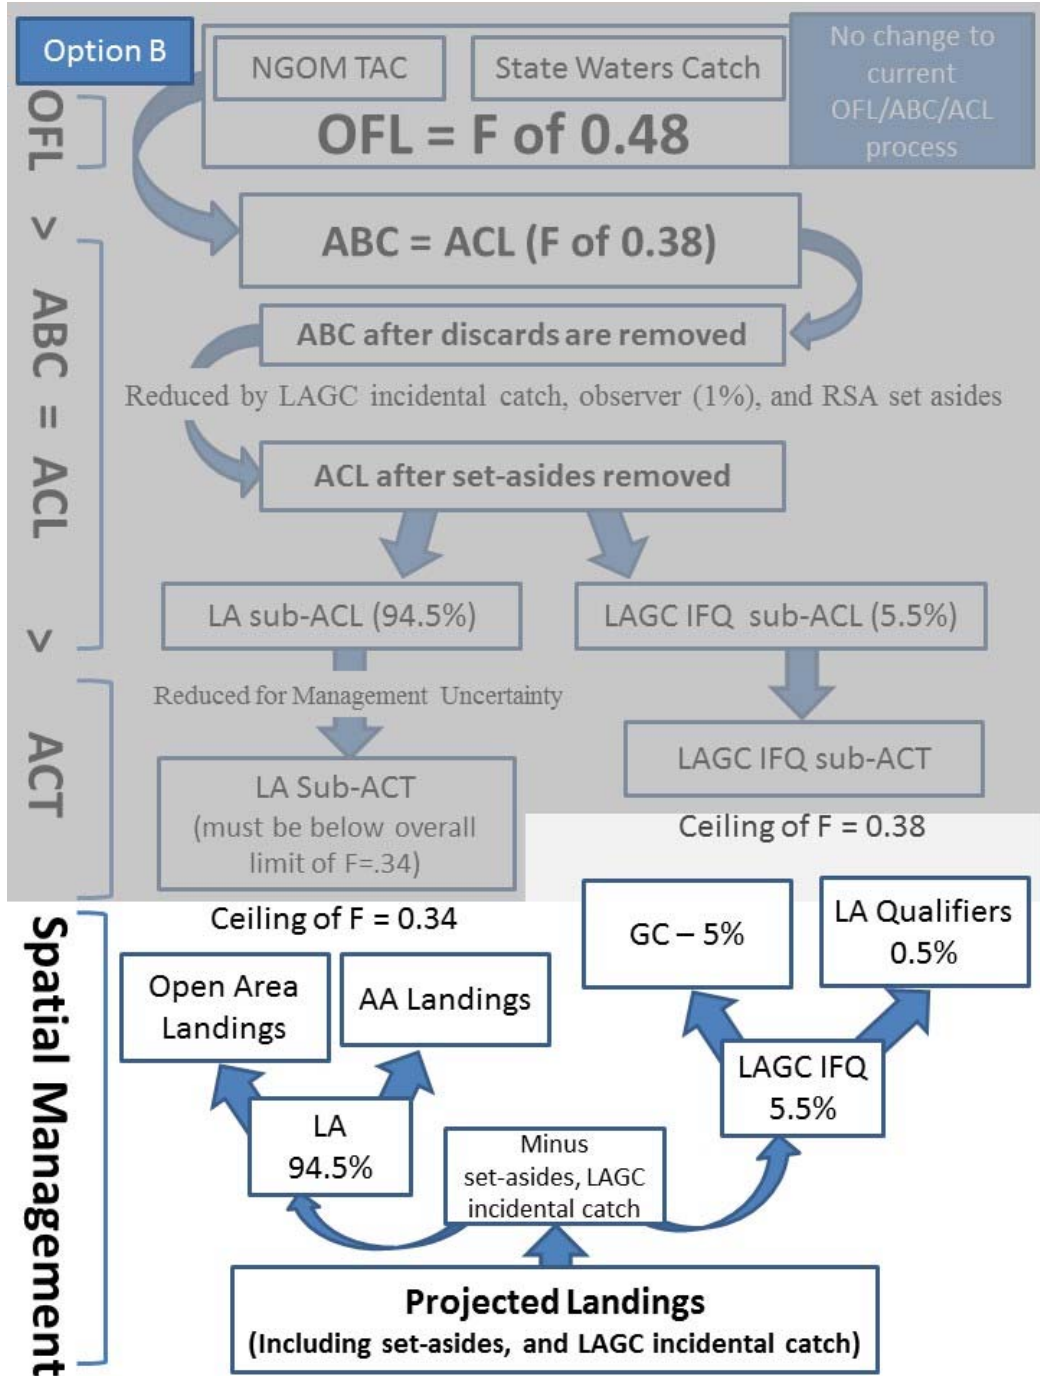 Option B
NGOM TAC
State Waters Catch
No change to
current
OFL/ABC/ACL
process
OFL = F of 0.48
OFL
>
ABC = ACL (F of 0.38)
ABC after discards are removed
Reduced by LAGC incidental catch, observer (1%), and RSA set asides
ACL after set-asides removed
ABC = ACL
LA sub-ACL (94.5%)
LAGC IFQ sub-ACL (5.5%)
>
Reduced for Management Uncertainty
LAGC IFQ sub-ACT
ACT
LA Sub-ACT
(must be below overall
limit of F=.34)
Ceiling of F = 0.38
Ceiling of F = 0.34
GC – 5%
LA Qualifiers
0.5%
Open Area
Landings
AA Landings
LAGC IFQ
5.5%
LA
94.5%
Minus
set-asides, LAGC
incidental catch
Spatial Management
Projected Landings
(Including set-asides, and LAGC incidental catch)